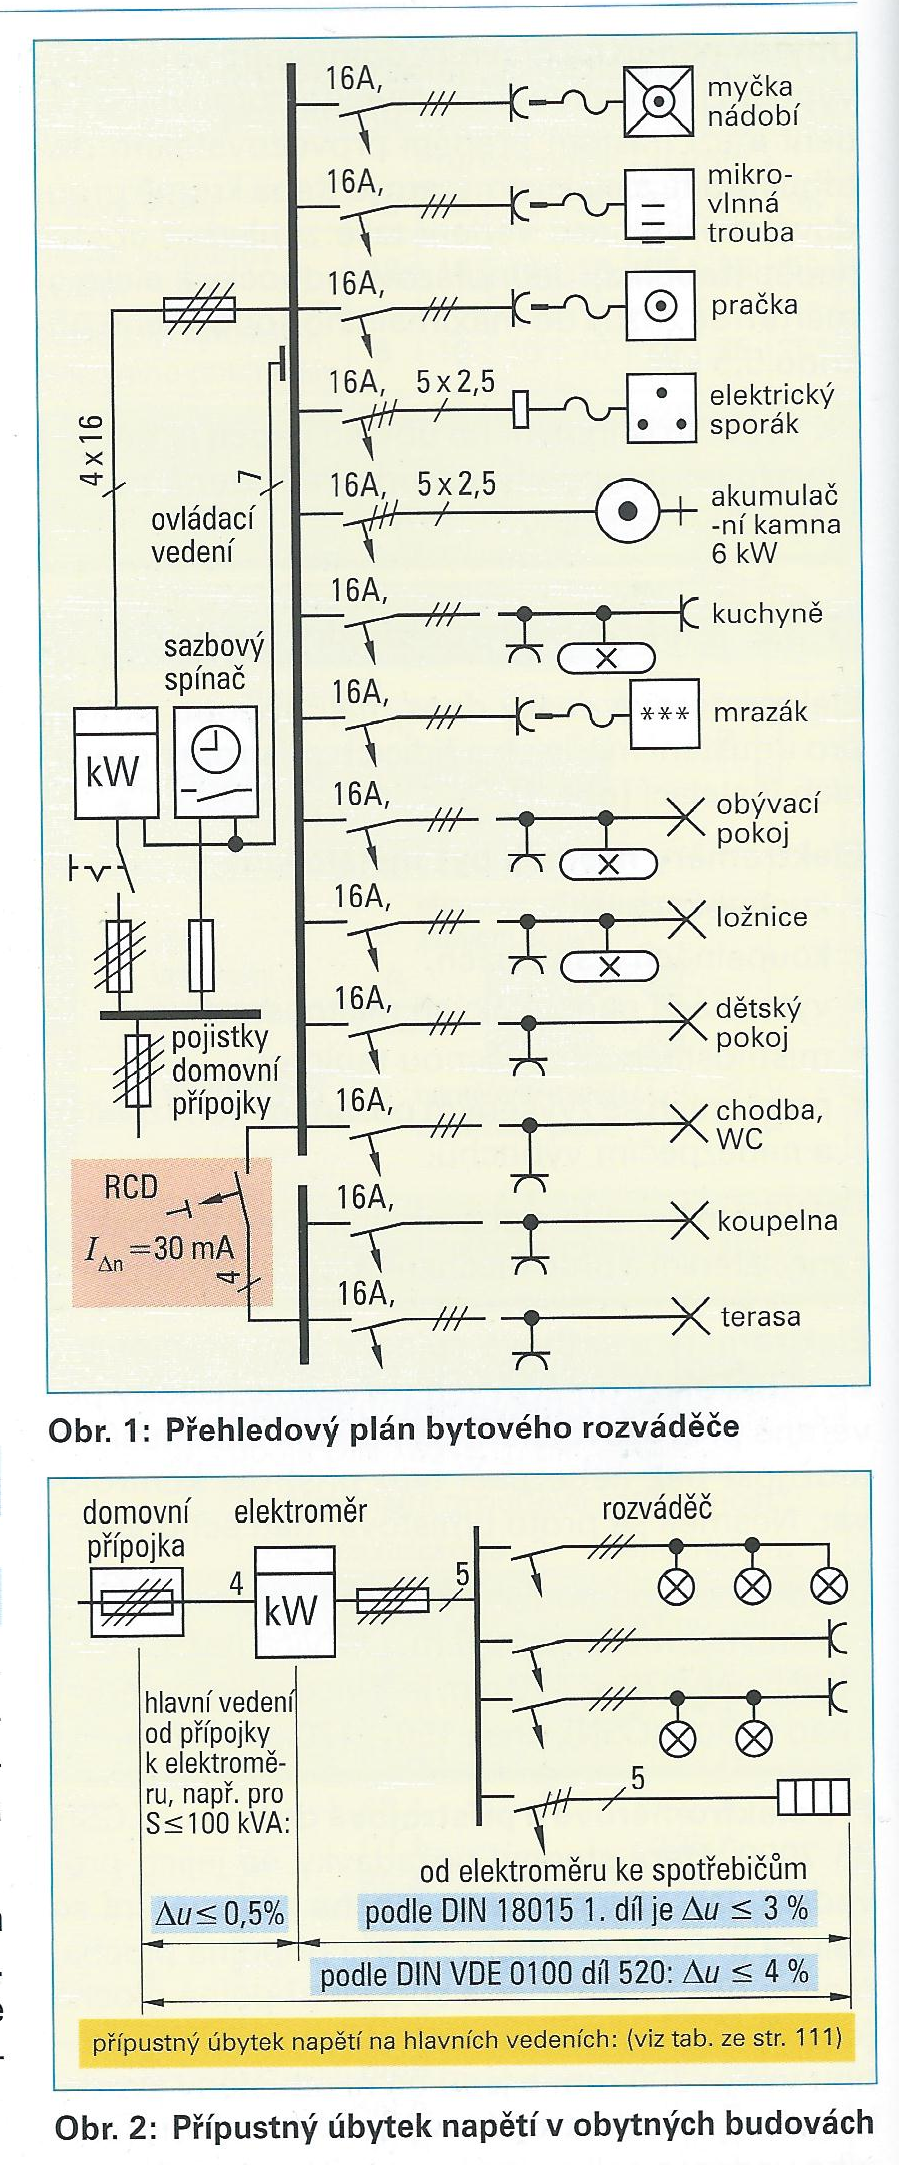 16A,
myčka
nádobí
16A,
mikro-
vlnná
trouba
16A,
pračka
16A, 5 x 2,5
elektrický
sporák
4 x 16
7
ovládací
vedení
16A, 5 x 2,5
akumulač
-ní kamna
6 kW
16A,
kuchyně
sazbový
spínač
16A,
***
mrazák
kW
16A,
obývací
pokoj
16A,
ložnice
16A,
dětský
pokoj
pojistky
domovní
přípojky
16A,
chodba,
WC
RCD
I∆n =30 mA
4
16A,
koupelna
16A,
terasa
Obr. 1: Přehledový plán bytového rozváděče
domovní
přípojka
elektroměr
rozváděč
4
kW
5
hlavní vedení
od přípojky
k elektromě-
ru, např. pro
S≤100 kVA:
5
od elektroměru ke spotřebičům
∆u≤ 0,5%
podle DIN 18015 1. díl je ∆u ≤ 3 %
podle DIN VDE 0100 díl 520: ∆u ≤ 4 %
přípustný úbytek napětí na hlavních vedeních: (viz tab. ze str. 111)
Obr. 2: Přípustný úbytek napětí v obytných budovách